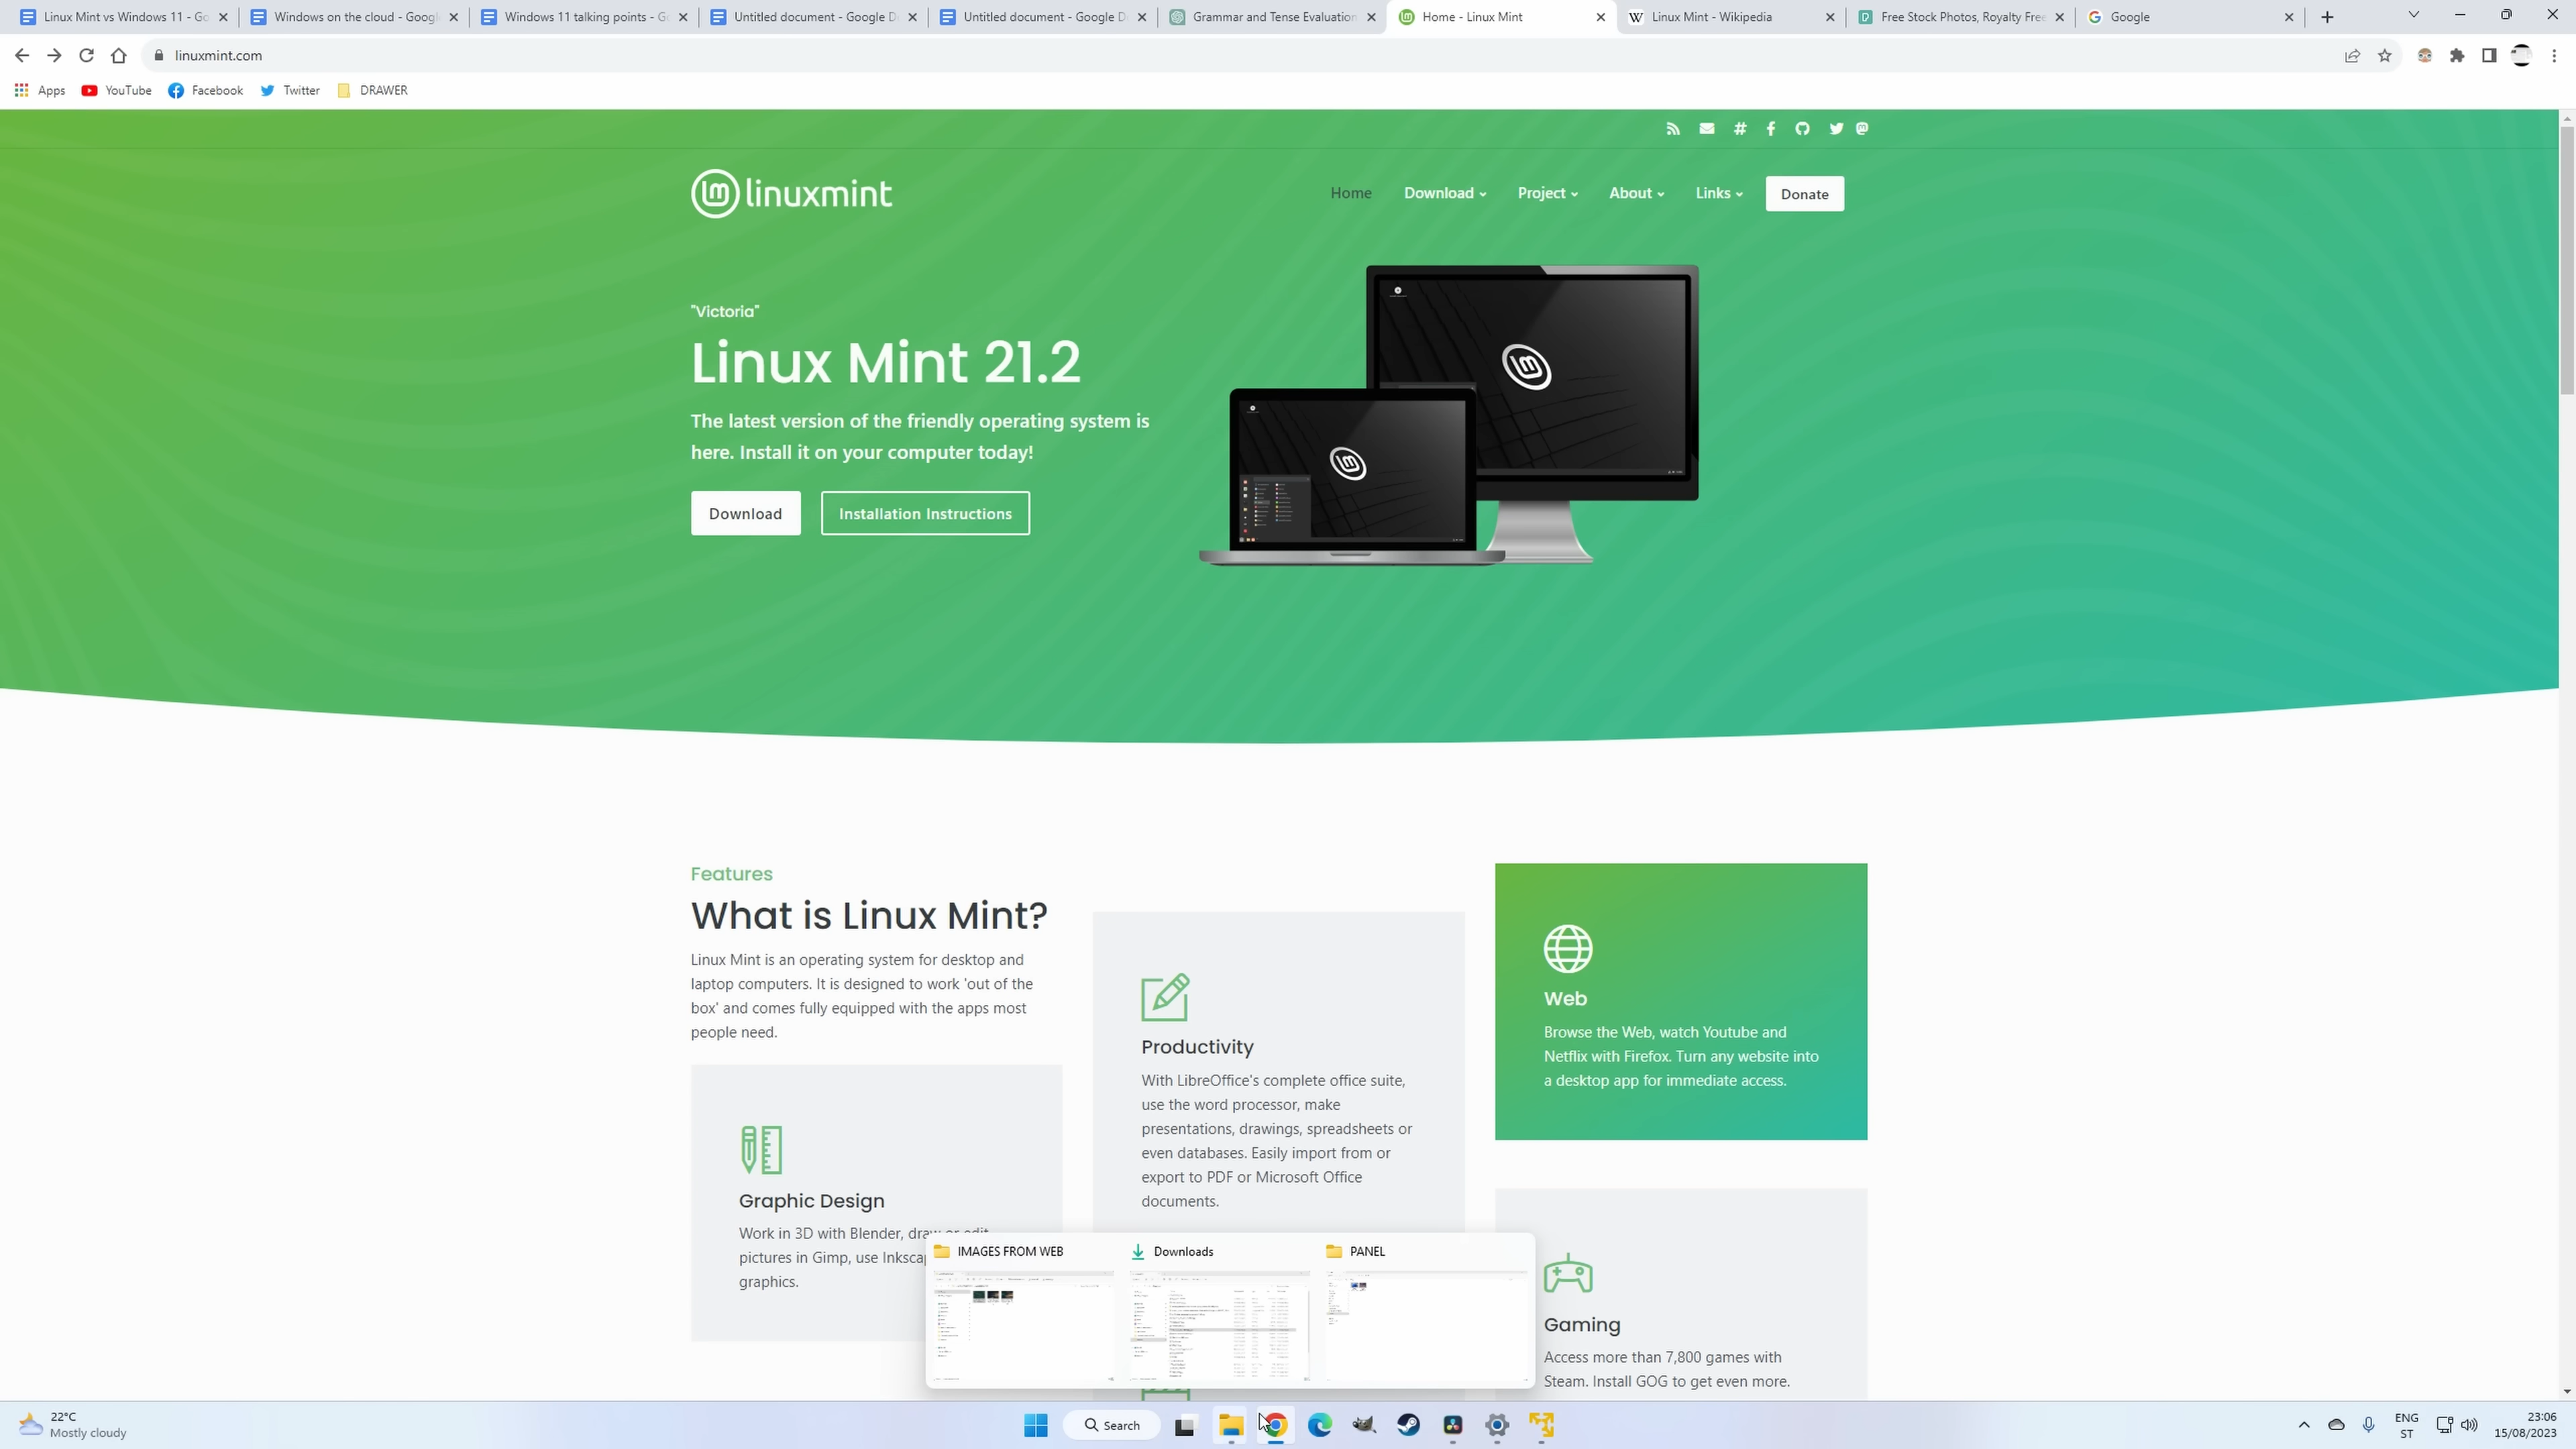 Linux Mint vs Windows 11 - Go
Windows on the cloud - Googl
Windows 11 talking points - G
Untitled document - Google D
Untitled document - Google D
Grammar and Tense Evaluation
Home - Linux Mint
Linux Mint - Wikipedia
Free Stock Photos, Royalty Free
Google
linuxmint.com
Apps
YouTube
Facebook
Twitter
DRAWER
linuxmint
Home
Download
Project
About
Links
Donate
"Victoria"
Linux Mint 21.2
The latest version of the friendly operating system is
here. Install it on your computer today!
Download
Installation Instructions
Features
What is Linux Mint?
Linux Mint is an operating system for desktop and
laptop computers. It is designed to work 'out of the
box' and comes fully equipped with the apps most
people need.
Graphic Design
Work in 3D with Blender, draw or edit
pictures in Gimp, use Inksca
graphics.
Productivity
With LibreOffice's complete office suite,
use the word processor, make
presentations, drawings, spreadsheets or
even databases. Easily import from or
export to PDF or Microsoft Office
documents.
Web
Browse the Web, watch Youtube and
Netflix with Firefox. Turn any website into
a desktop app for immediate access.
Gaming
Access more than 7,800 games with
Steam. Install GOG to get even more.
IMAGES FROM WEB
Downloads
PANEL
22°C
Mostly cloudy
Search
ENG
ST
23:06
15/08/2023